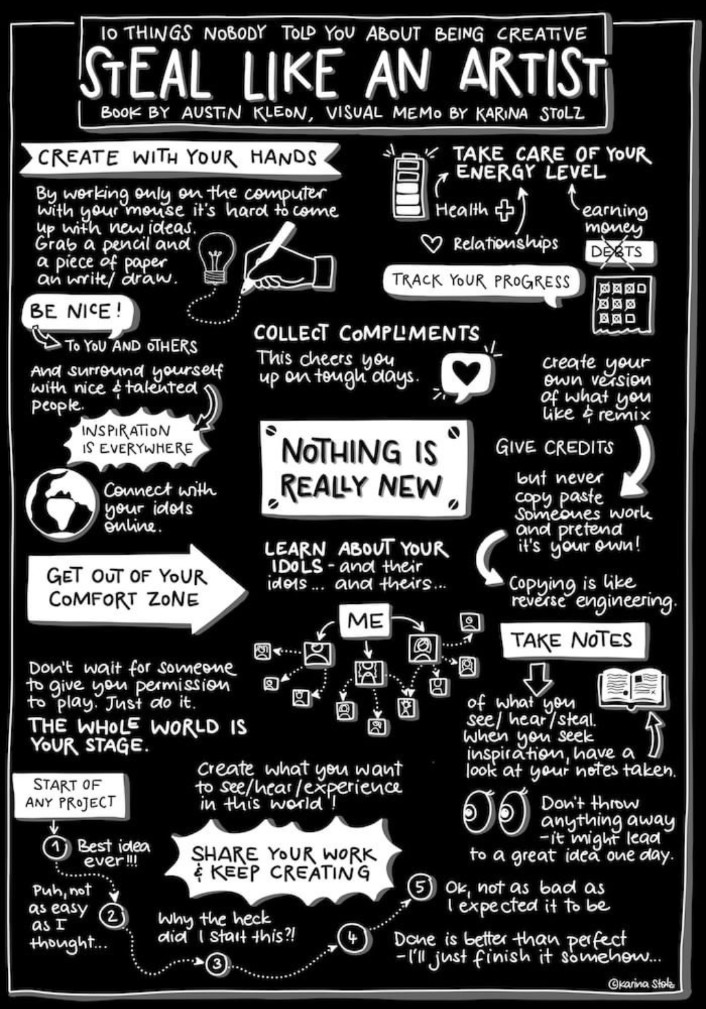 10 THINGS NOBODY TOLD YOU ABOUT BEING CREATIVE
STEAL LIKE AN ARTIST
BOOK BY AUSTIN KLEON, VISUAL MEMO BY KARINA STOLZ
CREATE WITH YOUR HANDS
By working only on the computer
with your mouse it's hard to come
up with new ideas.
Grab a pencil and
a piece of paper
an write/ draw.
TAKE CARE OF YOUR
ENERGY LEVEL
Health
Relationships
earning
money
DEBTS
TRACK YOUR PROGRESS
BE NICE!
TO YOU AND OTHERS
And surround yourself
with nice & talented
people.
INSPIRATION
IS EVERYWHERE
Connect with
your idols
online.
COLLECT COMPLIMENTS
This cheers you
up on tough days.
NOTHING IS
REALLY NEW
create your
own version
of what you
like & remix
GIVE CREDITS
but never
copy paste
someones work
and pretend
it's your own!
Copying is like
reverse engineering.
GET OUT OF YOUR
COMFORT ZONE
Don't wait for someone
to give you permission
to play. Just do it.
THE WHOLE WORLD IS
YOUR STAGE.
LEARN ABOUT YOUR
IDOLS - and their
idols... and theirs...
ME
TAKE NOTES
of what you
see/ hear/steal.
When you seek
inspiration, have a
look at your notes taken.
Don't throw
anything away
-it might lead
to a great idea one day.
Create what you want
to see/hear/experience
in this world!
SHARE YOUR WORK
& KEEP CREATING
START OF
ANY PROJECT
1 Best idea
ever!!!
Puh, not
as easy
as I
thought...
2
Why the heck
did I start this?!
3
4
Done is better than perfect
-I'll just finish it somehow...
5 Ok, not as bad as
I expected it to be
©Karina Stolz